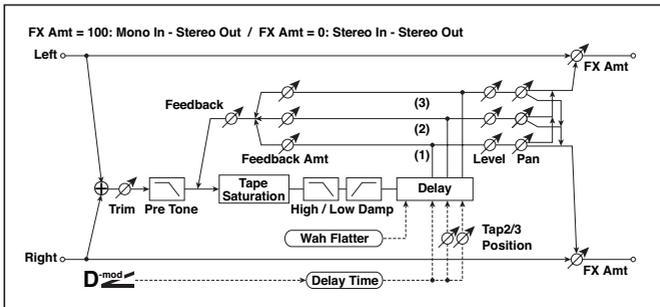 FX Amt = 100: Mono In - Stereo Out / FX Amt = 0: Stereo In - Stereo Out
Left
FX Amt
Feedback
(3)
(2)
Feedback Amt
(1)
Level
Pan
Trim
Pre Tone
Tape
Saturation
High / Low Damp
Delay
Wah Flatter
Tap2/3
Position
Right
FX Amt
D-mod
Delay Time